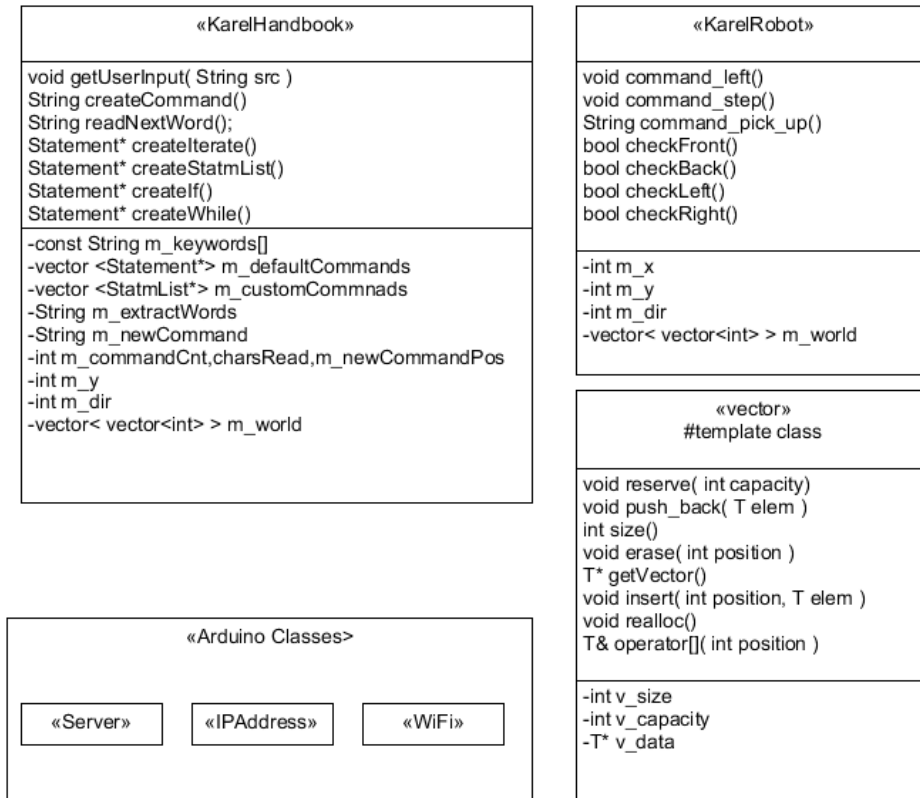 «KarelHandbook»
void getUserInput( String src )
String createCommand()
String readNextWord();
Statement* createIterate()
Statement* createStatmList()
Statement* createIf()
Statement* createWhile()
-const String m_keywords[]
-vector <Statement*> m_defaultCommands
-vector <StatmList*> m_customCommnads
-String m_extractWords
-String m_newCommand
-int m_commandCnt,charsRead,m_newCommandPos
-int m_y
-int m_dir
-vector< vector<int> > m_world
«KarelRobot»
void command_left()
void command_step()
String command_pick_up()
bool checkFront()
bool checkBack()
bool checkLeft()
bool checkRight()
-int m_x
-int m_y
-int m_dir
-vector< vector<int> > m_world
«vector»
#template class
void reserve( int capacity)
void push_back( T elem )
int size()
void erase( int position )
T* getVector()
void insert( int position, T elem )
void realloc()
T& operator[]( int position )
-int v_size
-int v_capacity
-T* v_data
«Arduino Classes>
«Server»
«IPAddress»
«WiFi»